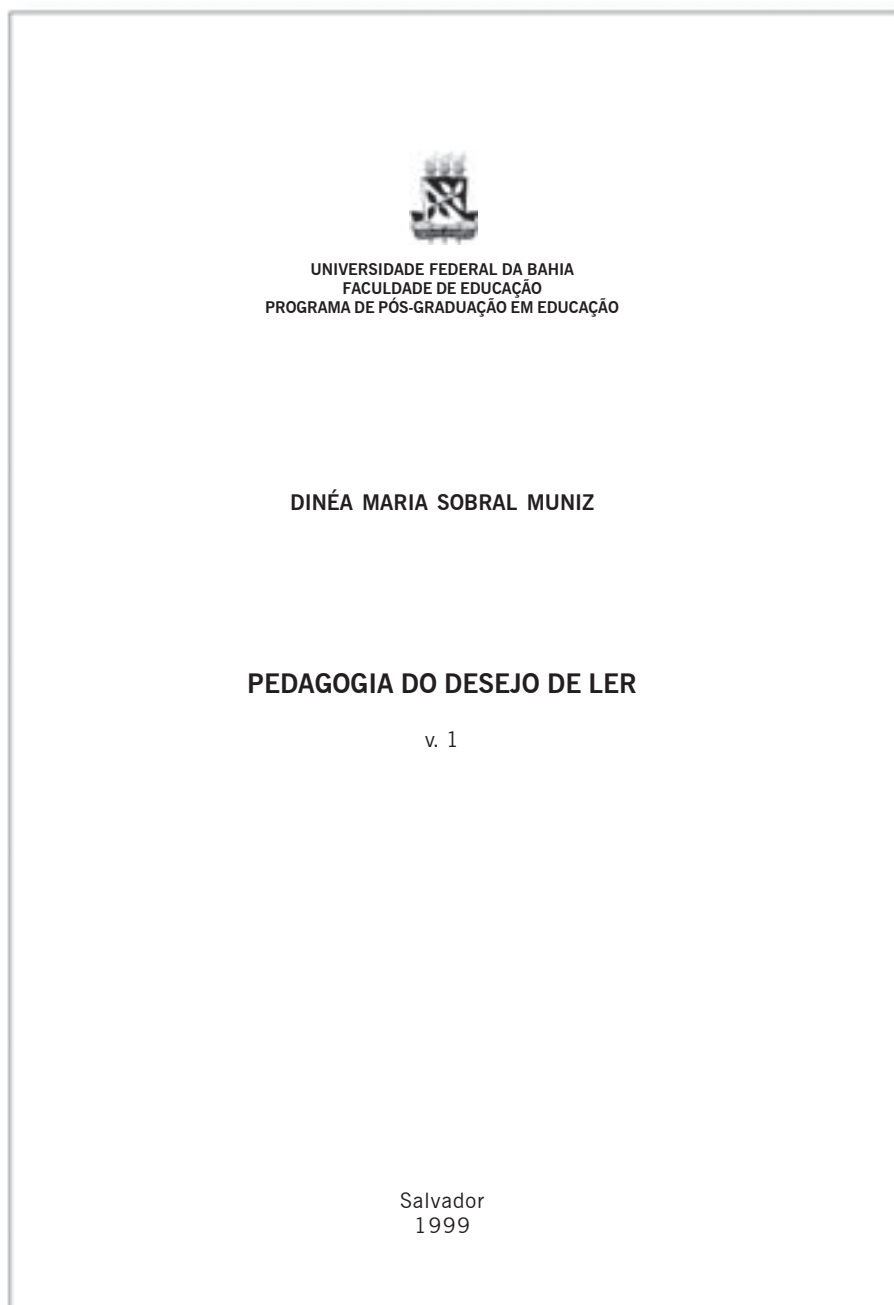 UNIVERSIDADE FEDERAL DA BAHIA
FACULDADE DE EDUCAÇÃO
PROGRAMA DE PÓS-GRADUAÇÃO EM EDUCAÇÃO
DINÉA MARIA SOBRAL MUNIZ
PEDAGOGIA DO DESEJO DE LER
v. 1
Salvador
1999